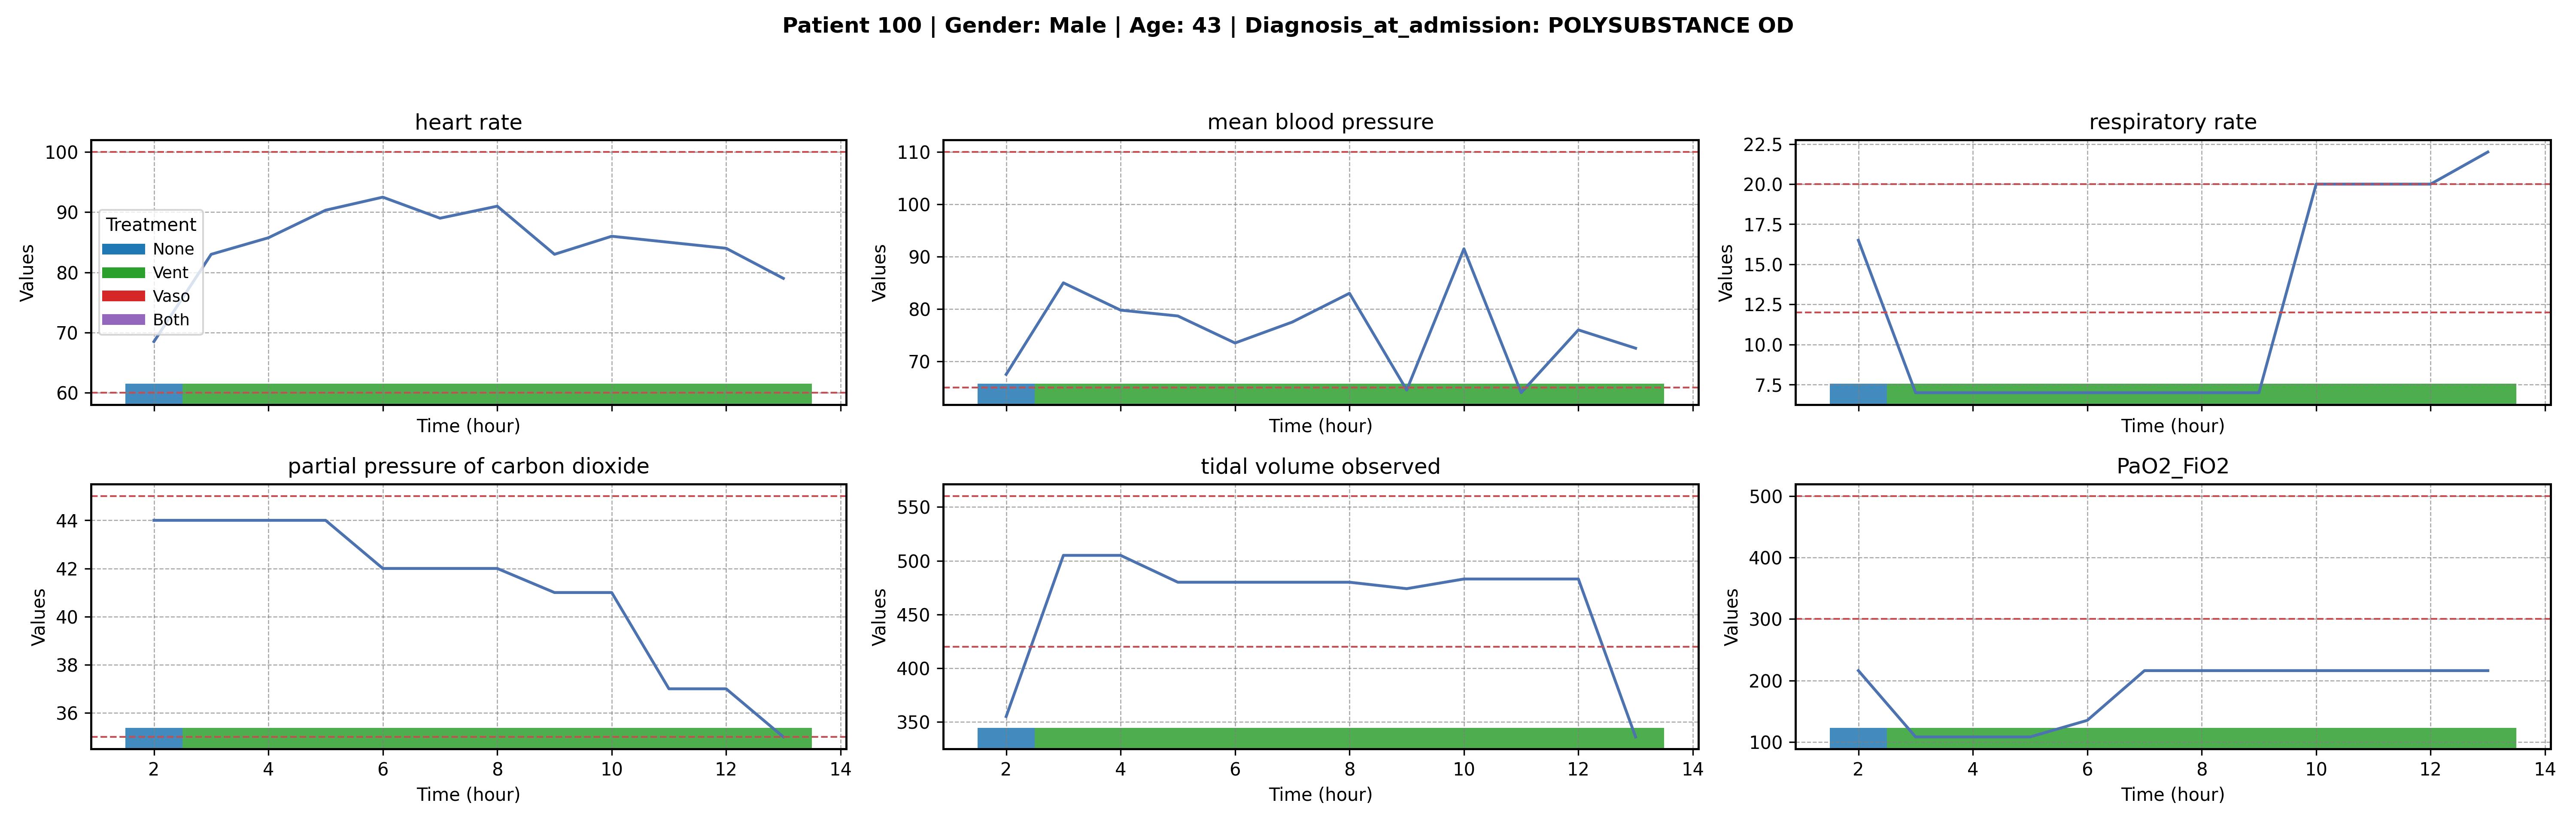 Patient 100 | Gender: Male | Age: 43 | Diagnosis_at_admission: POLYSUBSTANCE OD
heart rate
100
90
80
70
60
Values
Treatment
None
Vent
Vaso
Both
Time (hour)
mean blood pressure
110
100
90
80
70
Values
Time (hour)
respiratory rate
22.5
20.0
17.5
15.0
12.5
10.0
7.5
Values
Time (hour)
partial pressure of carbon dioxide
44
42
40
38
36
Values
2 4 6 8 10 12 14
Time (hour)
tidal volume observed
550
500
450
400
350
Values
2 4 6 8 10 12 14
Time (hour)
PaO2_FiO2
500
400
300
200
100
Values
2 4 6 8 10 12 14
Time (hour)